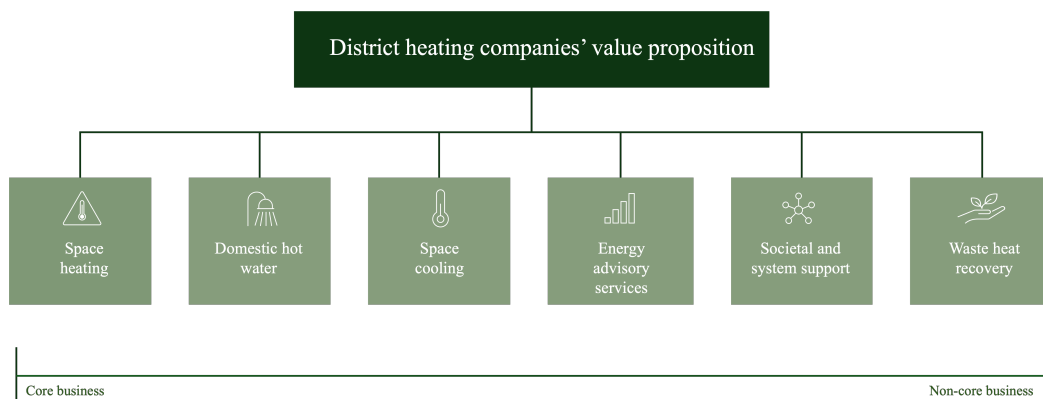 District heating companies’ value proposition
Space
heating
Domestic hot
water
Space
cooling
Energy
advisory
services
Societal and
system support
Waste heat
recovery
Core business
Non-core business